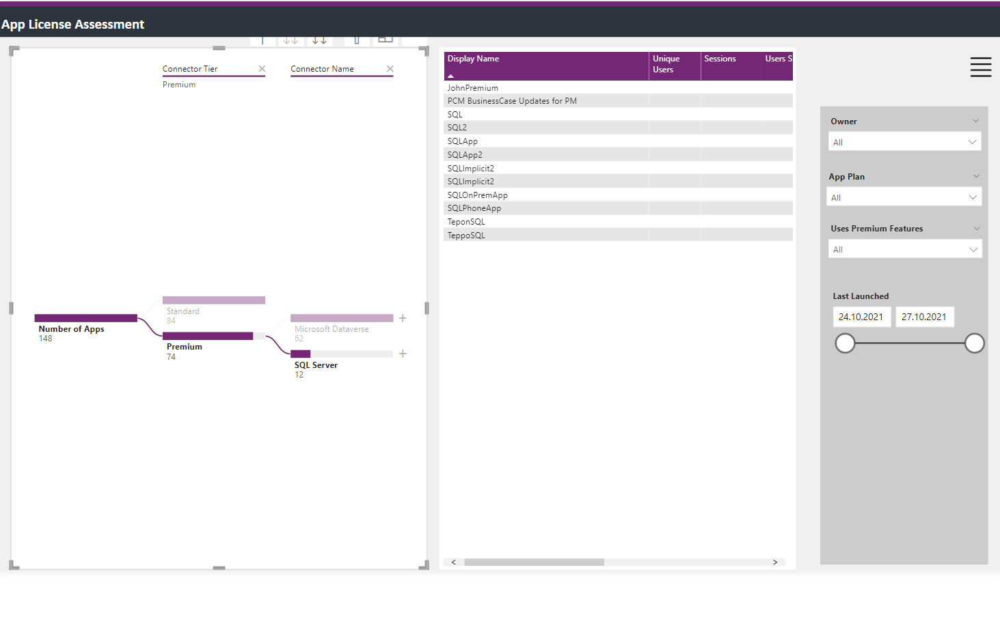 App License Assessment
Connector Tier
Connector Name
Premium
Number of Apps
148
Standard
84
Premium
74
Microsoft Dataverse
62
SQL Server
12
Display Name
Unique
Users
Sessions
Users S
JohnPremium
PCM BusinessCase Updates for PM
SQL
SQL2
SQLApp
SQLApp2
SQLImplicit2
SQLImplicit2
SQLOnPremApp
SQLPhoneApp
TeponSQL
TeppoSQL
Owner
All
App Plan
All
Uses Premium Features
All
Last Launched
24.10.2021
27.10.2021